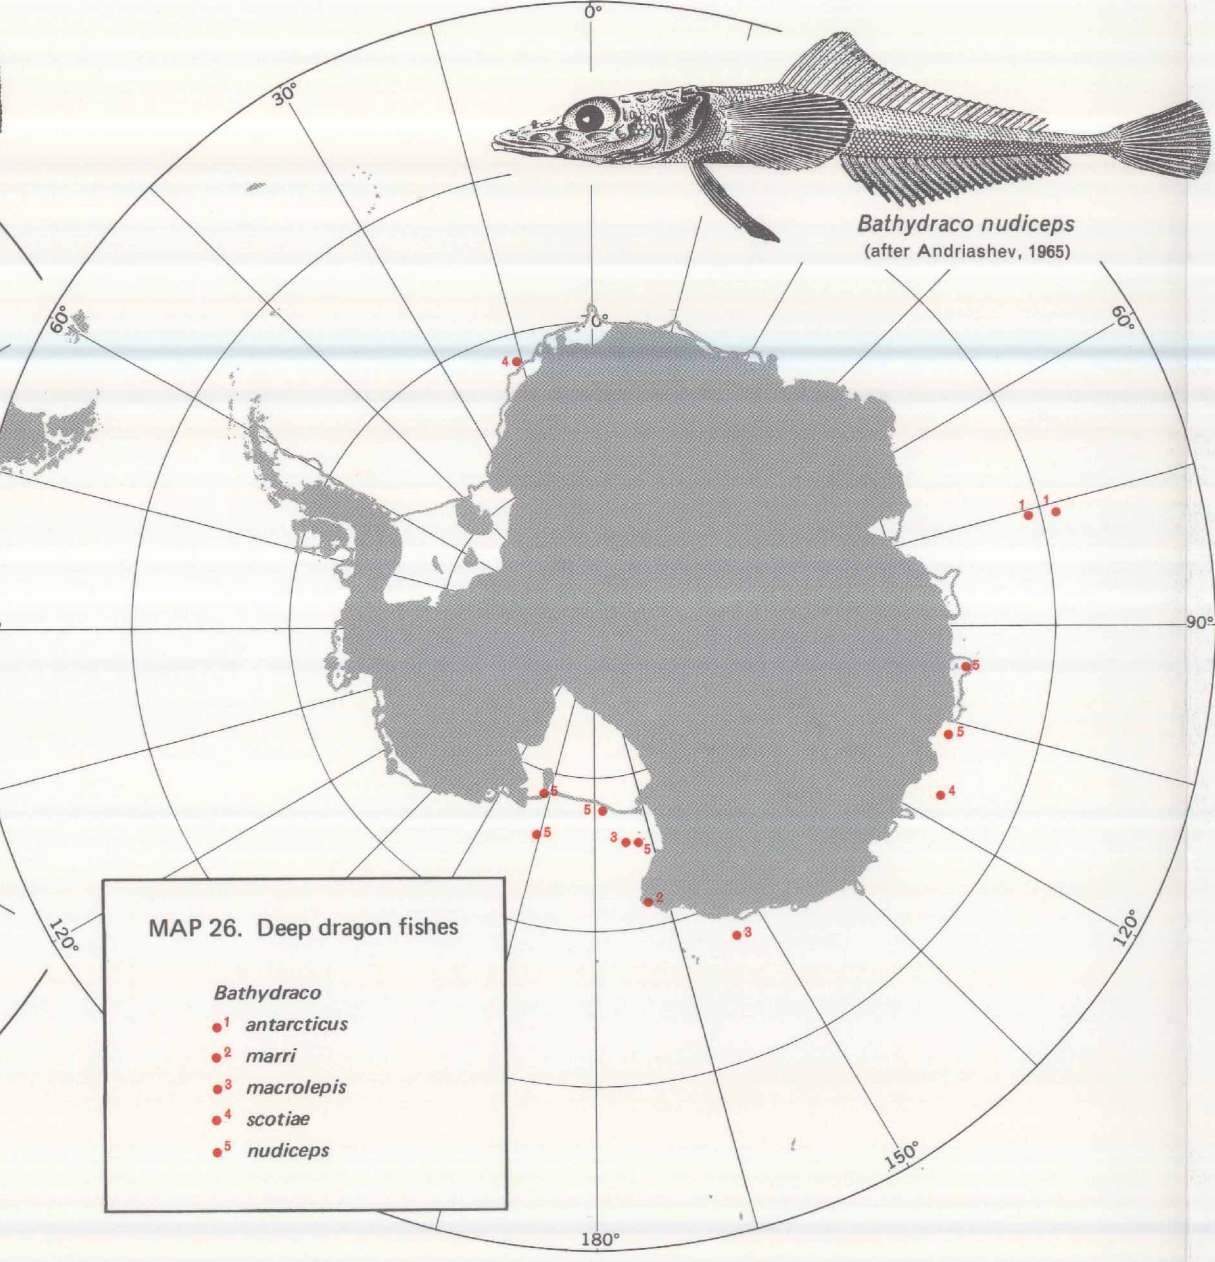 0°
30°
Bathydraco nudiceps
(after Andriashev, 1965)
60°
60°
70°
4
1 1
90°
5
5
4
5
5
5
3
5
2
3
120°
120°
MAP 26. Deep dragon fishes
Bathydraco
1 antarcticus
2 marri
3 macrolepis
4 scotiae
5 nudiceps
150°
180°